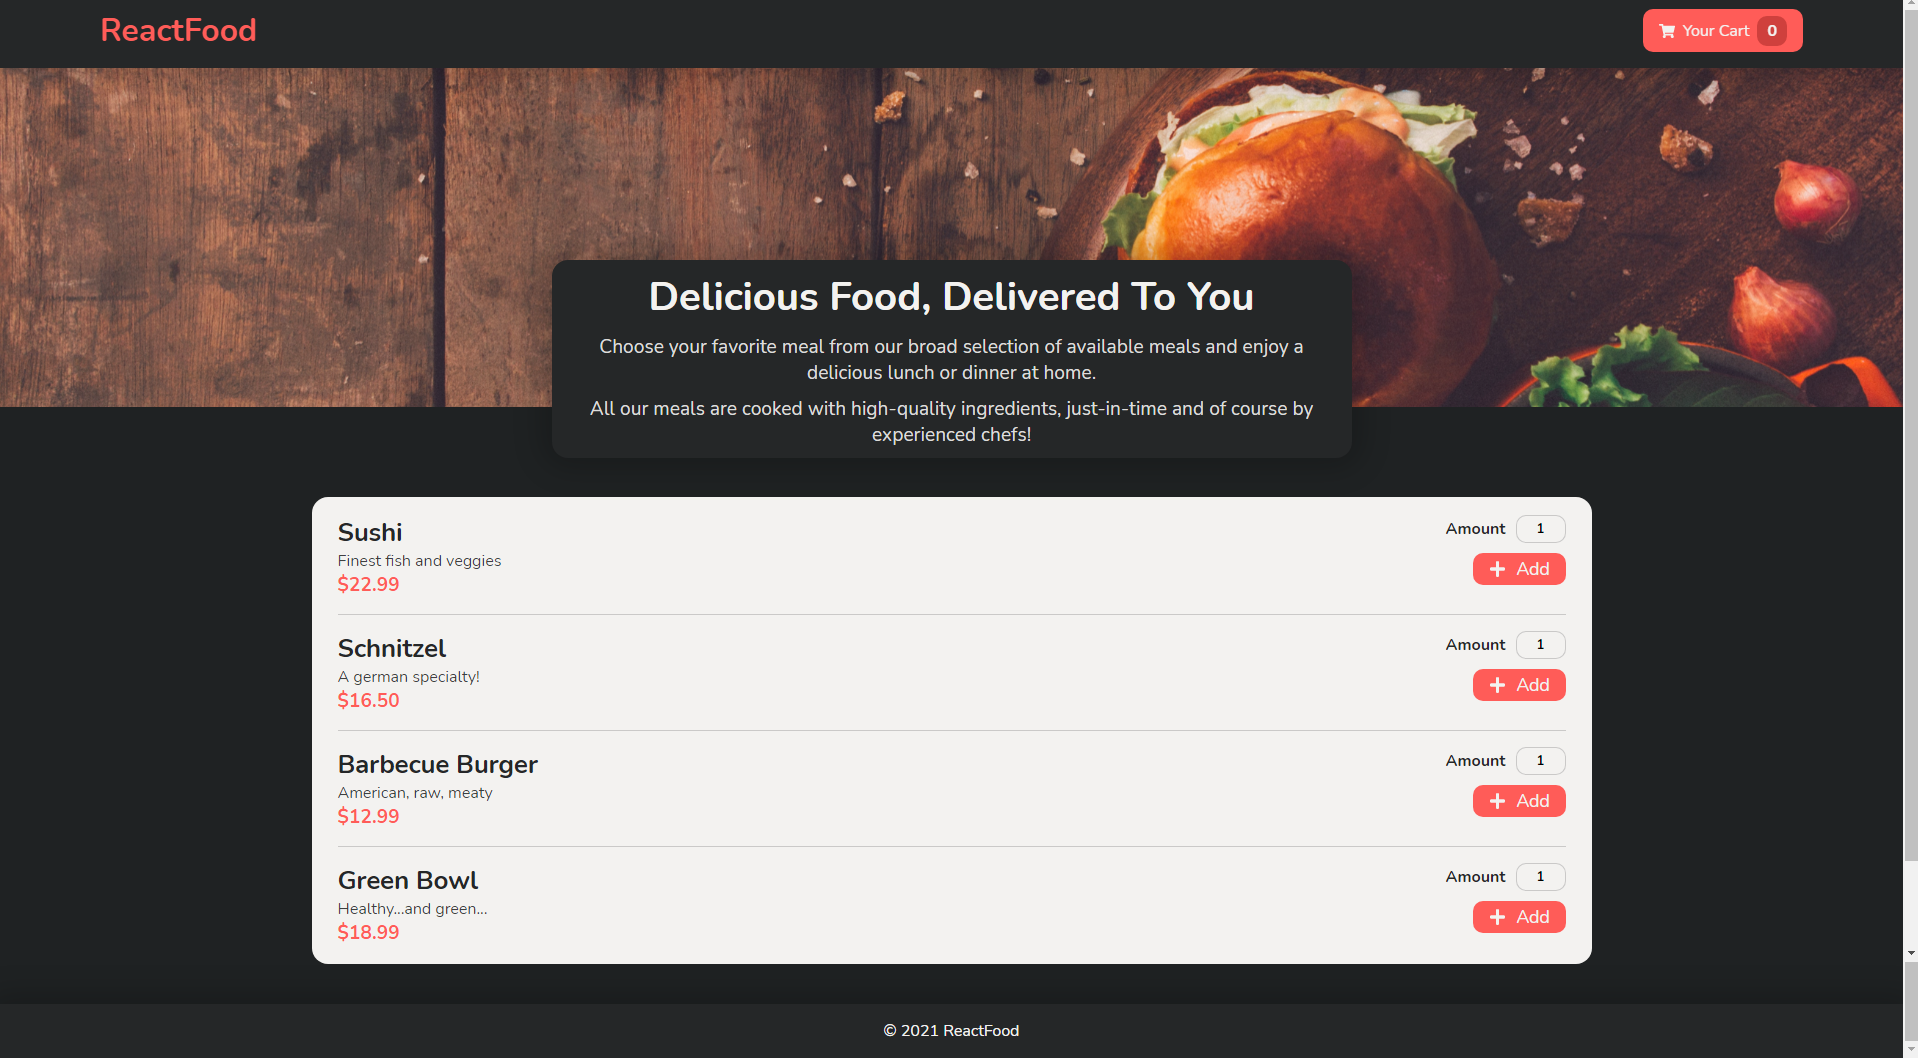 ReactFood
Your Cart 0
Delicious Food, Delivered To You
Choose your favorite meal from our broad selection of available meals and enjoy a
delicious lunch or dinner at home.
All our meals are cooked with high-quality ingredients, just-in-time and of course by
experienced chefs!
Sushi
Finest fish and veggies
$22.99
Amount 1
Add
Schnitzel
A german specialty!
$16.50
Amount 1
Add
Barbecue Burger
American, raw, meaty
$12.99
Amount 1
Add
Green Bowl
Healthy...and green...
$18.99
Amount 1
Add
© 2021 ReactFood